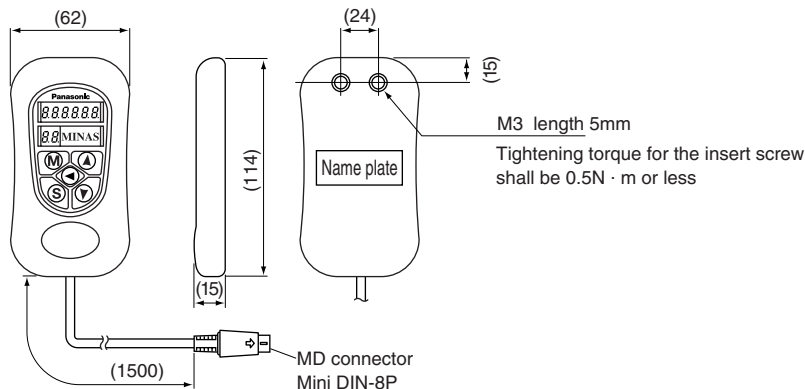 (62)
(24)
(15)
Panasonic
8.8.8.8.8.8.
8.8. MINAS
M
S
(114)
Name plate
M3 length 5mm
Tightening torque for the insert screw
shall be 0.5N · m or less
(15)
(1500)
MD connector
Mini DIN-8P